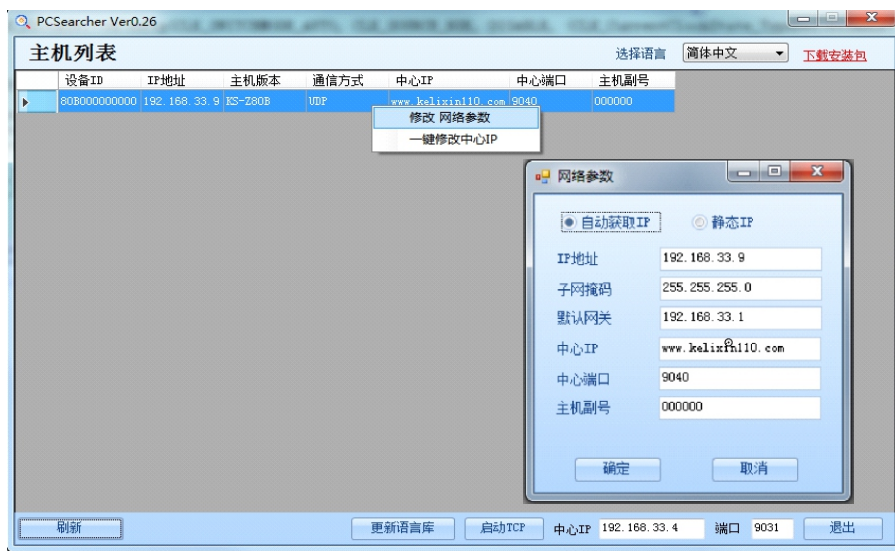 PCSearcher Ver0.26
主机列表 选择语言 简体中文 下载安装包
设备ID IP地址 主机版本 通信方式 中心IP 中心端口 主机副号
80B000000000 192.168.33.9 KS-Z80B UDP www.kelixin110.com 9040 000000
修改 网络参数
一键修改中心IP
网络参数
自动获取IP 静态IP
IP地址 192.168.33.9
子网掩码 255.255.255.0
默认网关 192.168.33.1
中心IP www.kelixin110.com
中心端口 9040
主机副号 000000
确定 取消
刷新 更新语言库 启动TCP 中心IP 192.168.33.4 端口 9031 退出